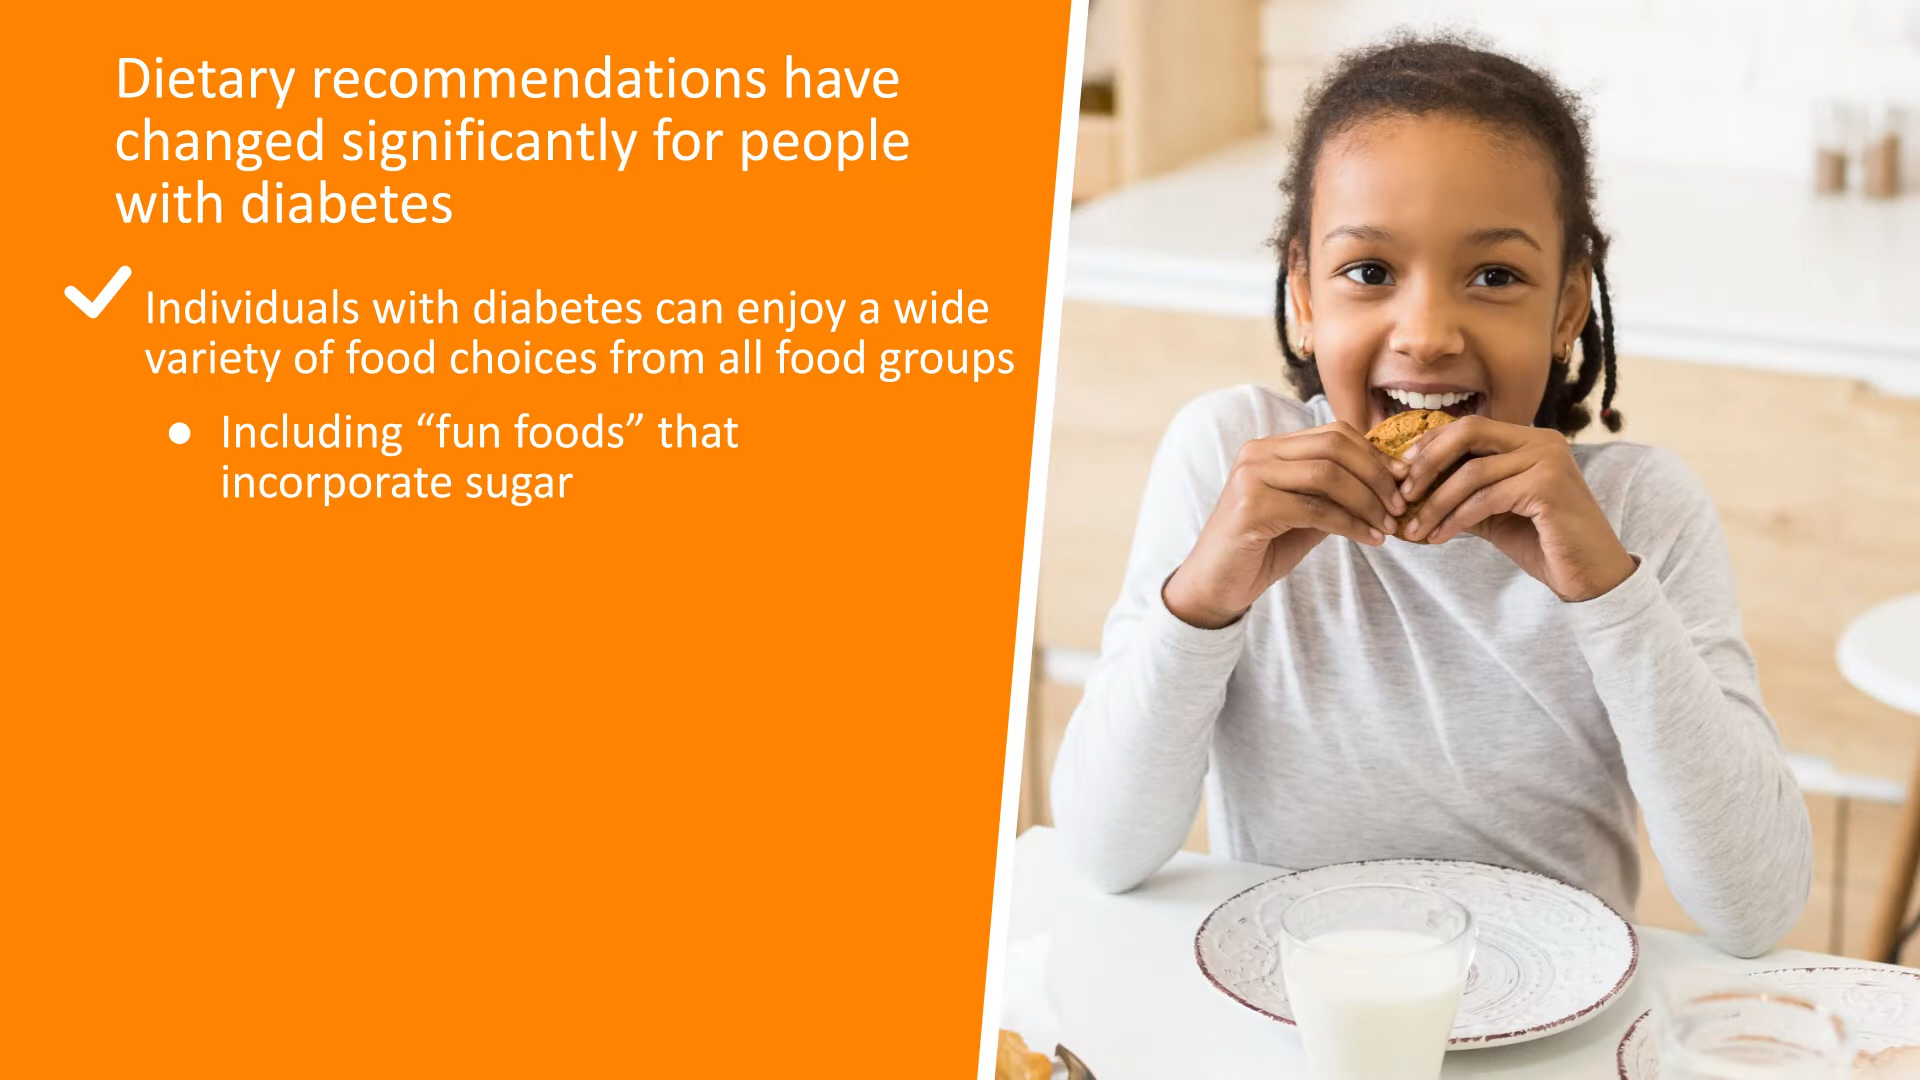 Dietary recommendations have
changed significantly for people
with diabetes
Individuals with diabetes can enjoy a wide
variety of food choices from all food groups
● Including “fun foods” that
incorporate sugar